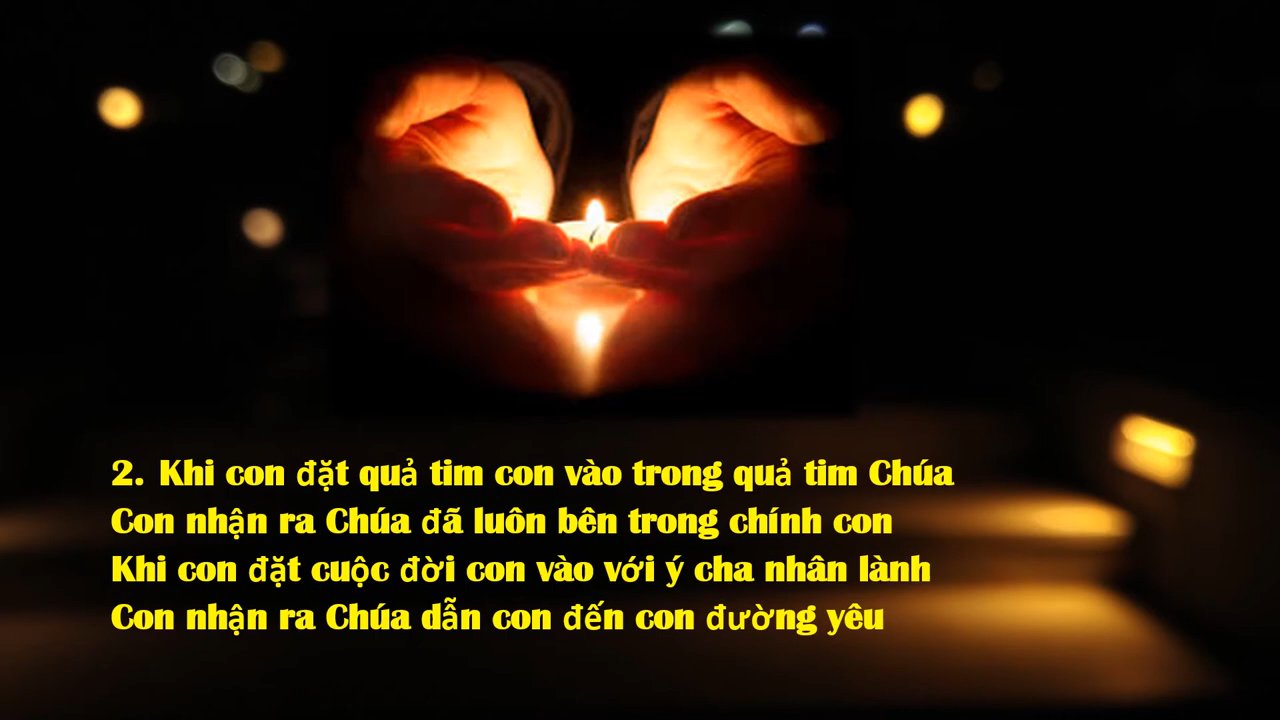 2. Khi con đặt quả tim con vào trong quả tim Chúa
Con nhận ra Chúa đã luôn bên trong chính con
Khi con đặt cuộc đời con vào với ý cha nhân lành
Con nhận ra Chúa dẫn con đến con đường yêu